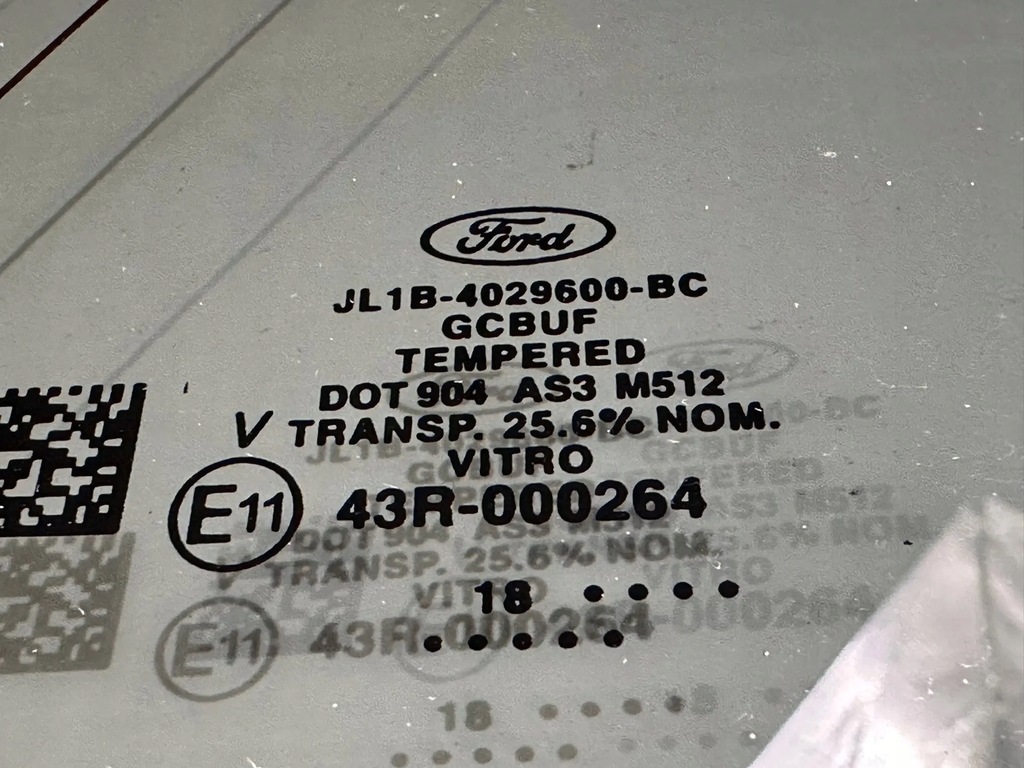 Ford
JL1B-4029600-BC
GCBUF
TEMPERED
DOT 904 AS3 M512
V TRANSP. 25.6% NOM.
VITRO
E11 43R-000264
18 • • • •
• • • • •